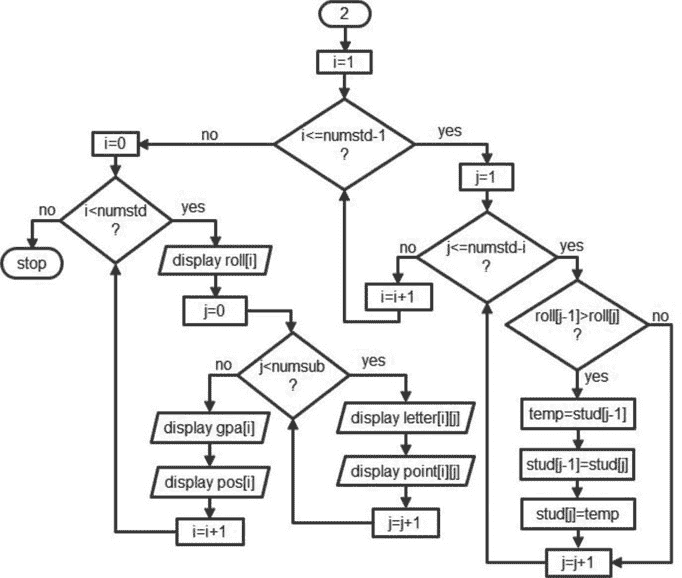 2
i=1
i<=numstd-1
?
no
yes
i=0
j=1
i<numstd
?
no
yes
stop
display roll[i]
j=0
j<=numstd-i
?
no
yes
i=i+1
roll[j-1]>roll[j]
?
no
yes
j<numsub
?
no
yes
display gpa[i]
display pos[i]
i=i+1
display letter[i][j]
display point[i][j]
j=j+1
temp=stud[j-1]
stud[j-1]=stud[j]
stud[j]=temp
j=j+1